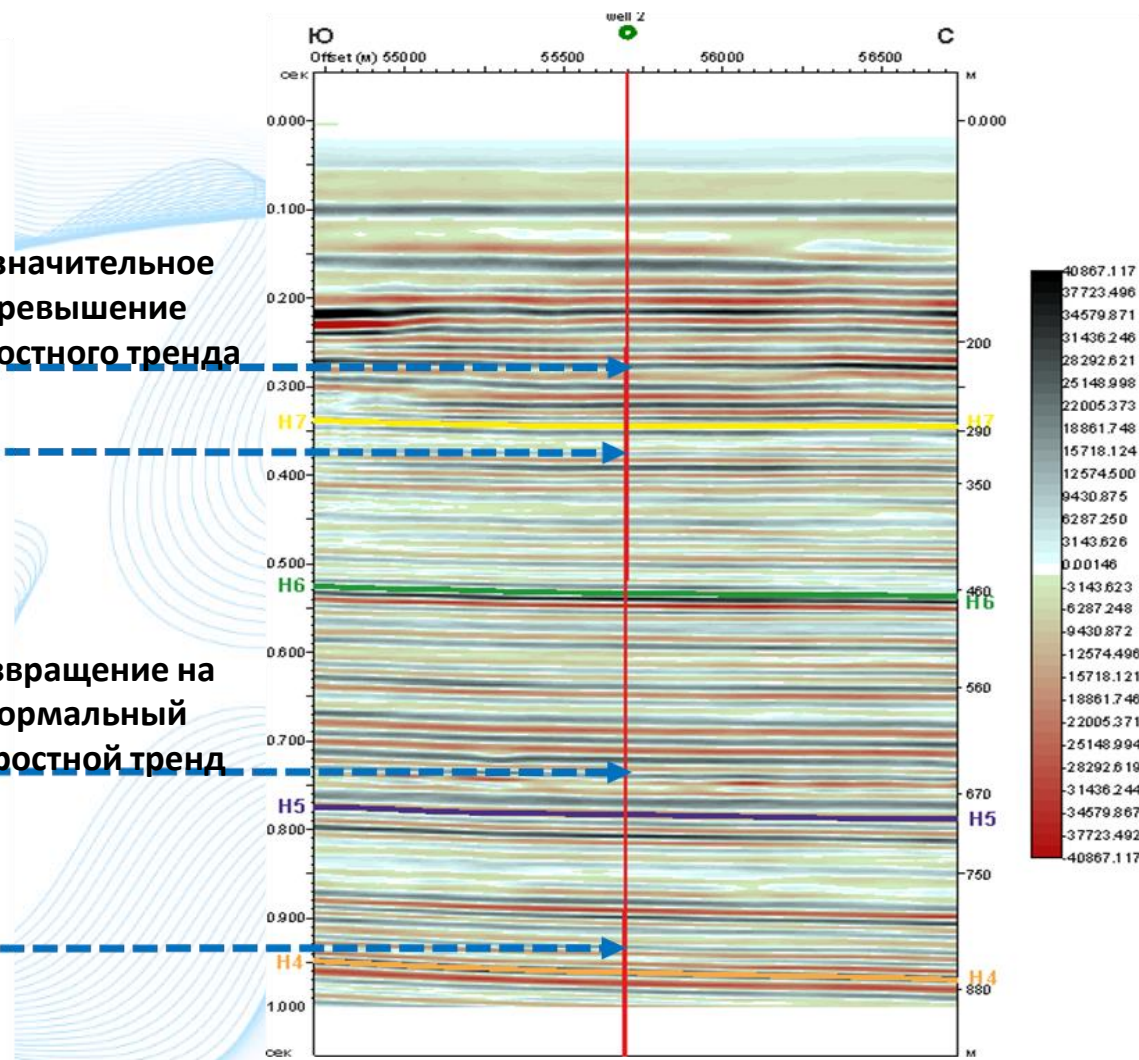 well 2
Ю
С
Offset (м) 55000 55500 56000 56500
сек
м
0.000
0.000
0.100
значительное
ревышение
остного тренда
0.200
200
0.300
H7
H7
290
0.400
350
0.500
H6
460
H6
0.600
560
звращение на
ормальный
ростной тренд
0.700
670
H5
H5
0.800
750
0.900
H4
H4
880
1.000
сек
м
40867.117
37723.496
34579.871
31436.246
28292.621
25148.998
22005.373
18861.748
15718.124
12574.500
9430.875
6287.250
3143.626
0.00146
-3143.623
-6287.248
-9430.872
-12574.496
-15718.121
-18861.746
-22005.371
-25148.994
-28292.619
-31436.244
-34579.867
-37723.492
-40867.117